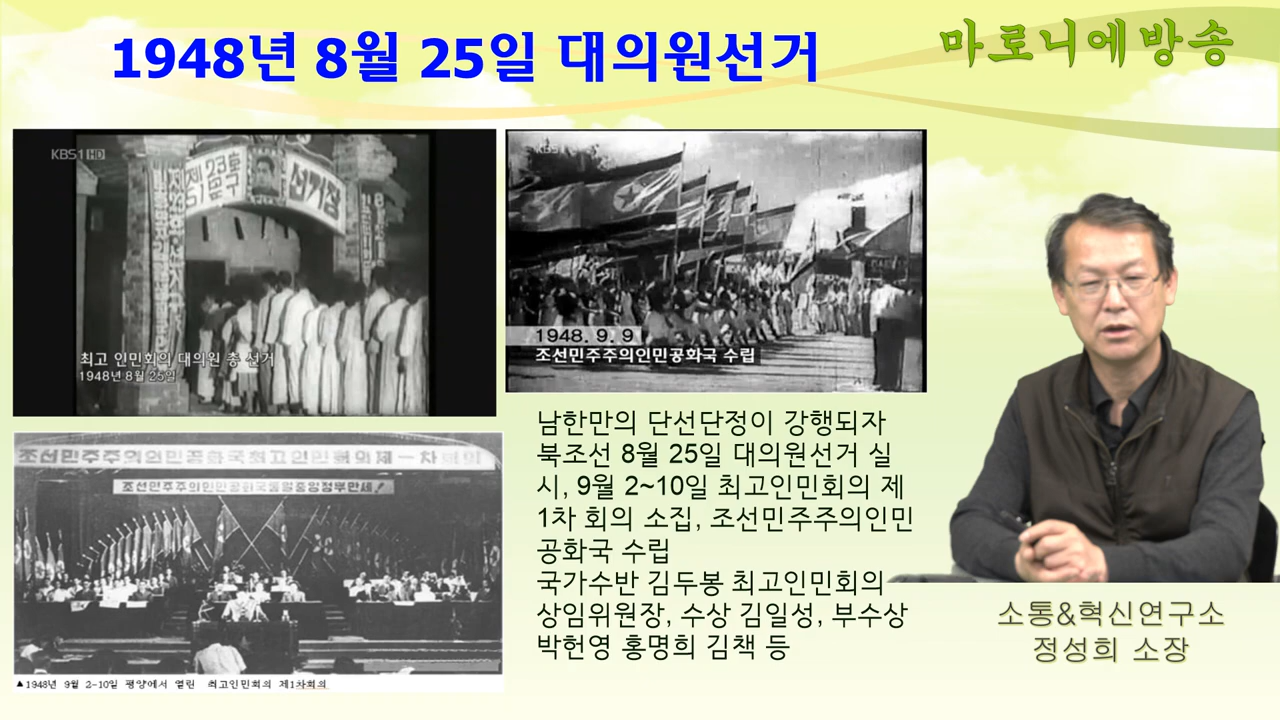 1948년 8월 25일 대의원선거
마로니에방송
KBS1 HD
선거장
최고 인민회의 대의원 총 선거
1948년 8월 25일
KBS1
1948. 9. 9
조선민주주의인민공화국 수립
조선민주주의인민공화국최고인민회의제一차회의
조선민주주의인민공화국통일중앙정부만세!
▲1948년 9월 2-10일 평양에서 열린 최고인민회의 제1차회의
남한만의 단선단정이 강행되자
북조선 8월 25일 대의원선거 실
시, 9월 2~10일 최고인민회의 제
1차 회의 소집, 조선민주주의인민
공화국 수립
국가수반 김두봉 최고인민회의
상임위원장, 수상 김일성, 부수상
박헌영 홍명희 김책 등
소통&혁신연구소
정성희 소장